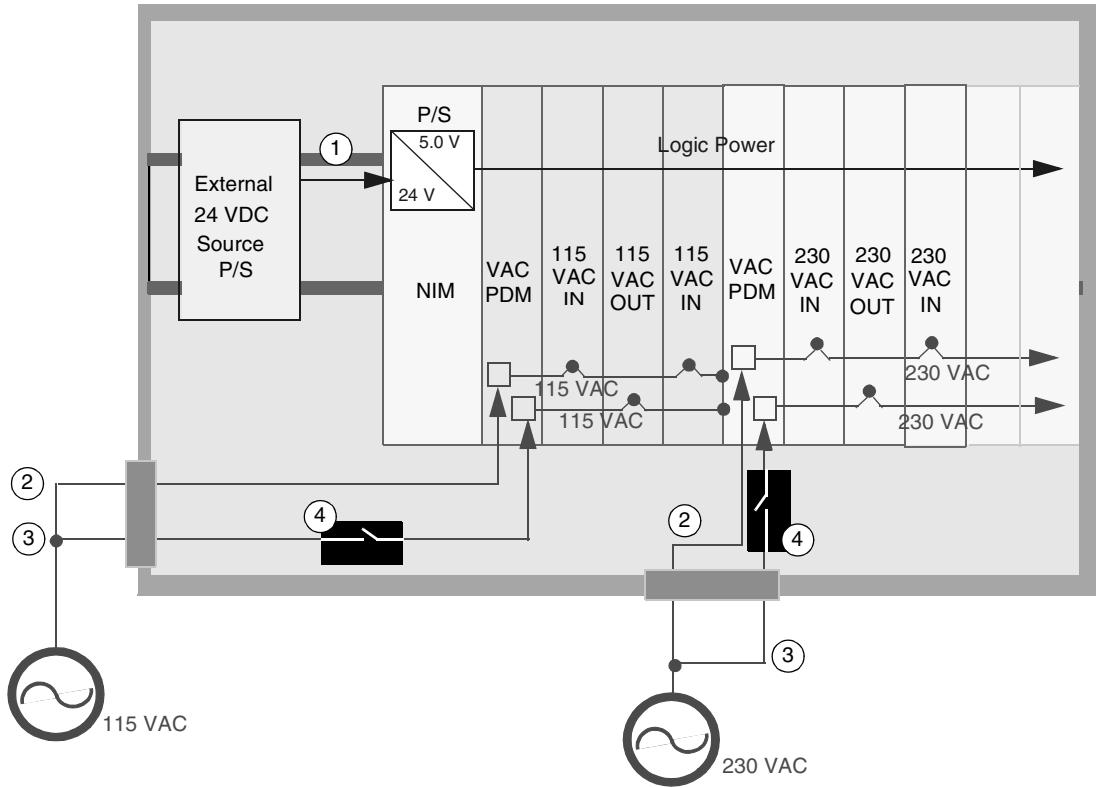 P/S
5.0 V
24 V
Logic Power
1
External
24 VDC
Source
P/S
NIM
VAC
PDM
115
VAC
IN
115
VAC
OUT
115
VAC
IN
VAC
PDM
230
VAC
IN
230
VAC
OUT
230
VAC
IN
115 VAC
115 VAC
230 VAC
230 VAC
2
3
4
2
4
3
115 VAC
230 VAC